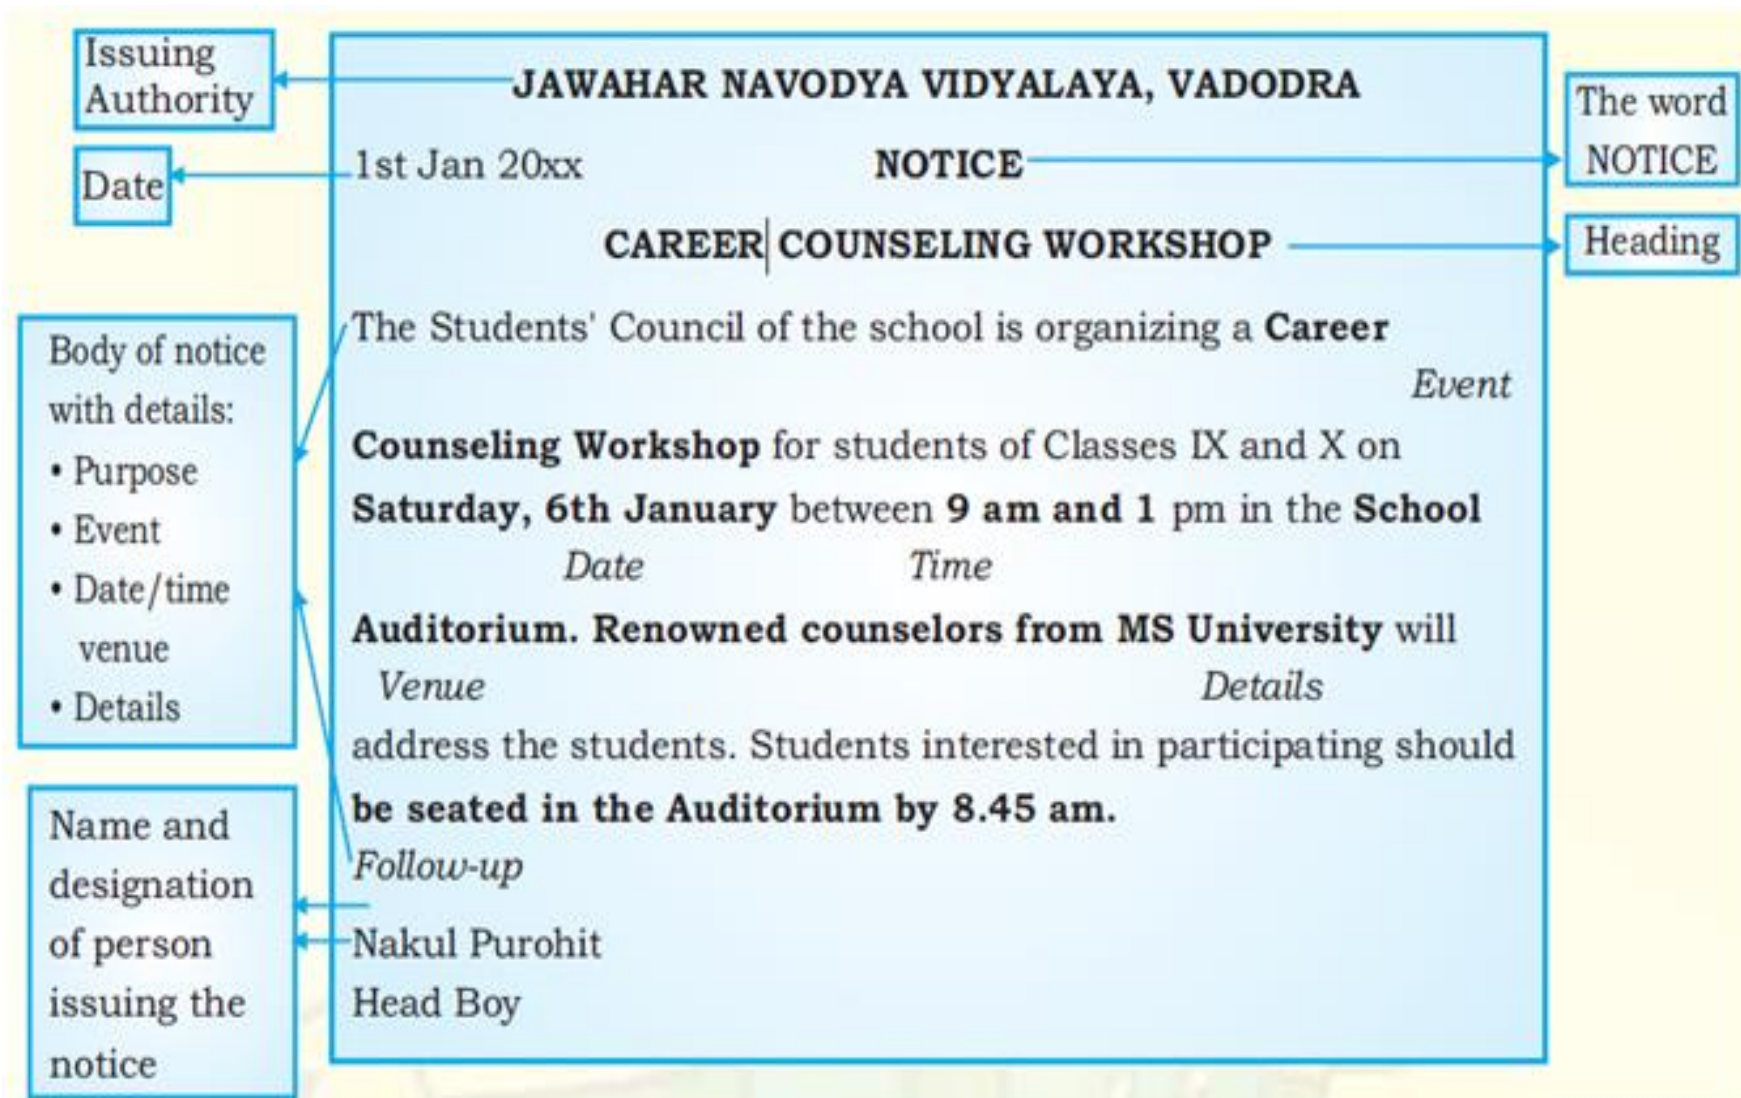 Issuing
Authority
JAWAHAR NAVODYA VIDYALAYA, VADODRA
The word
NOTICE
Date
1st Jan 20xx
NOTICE
CAREER COUNSELING WORKSHOP
Heading
Body of notice
with details:
• Purpose
• Event
• Date/time
venue
• Details
The Students' Council of the school is organizing a Career
Event
Counseling Workshop for students of Classes IX and X on
Saturday, 6th January between 9 am and 1 pm in the School
Date Time
Auditorium. Renowned counselors from MS University will
Venue Details
address the students. Students interested in participating should
be seated in the Auditorium by 8.45 am.
Follow-up
Name and
designation
of person
issuing the
notice
Nakul Purohit
Head Boy